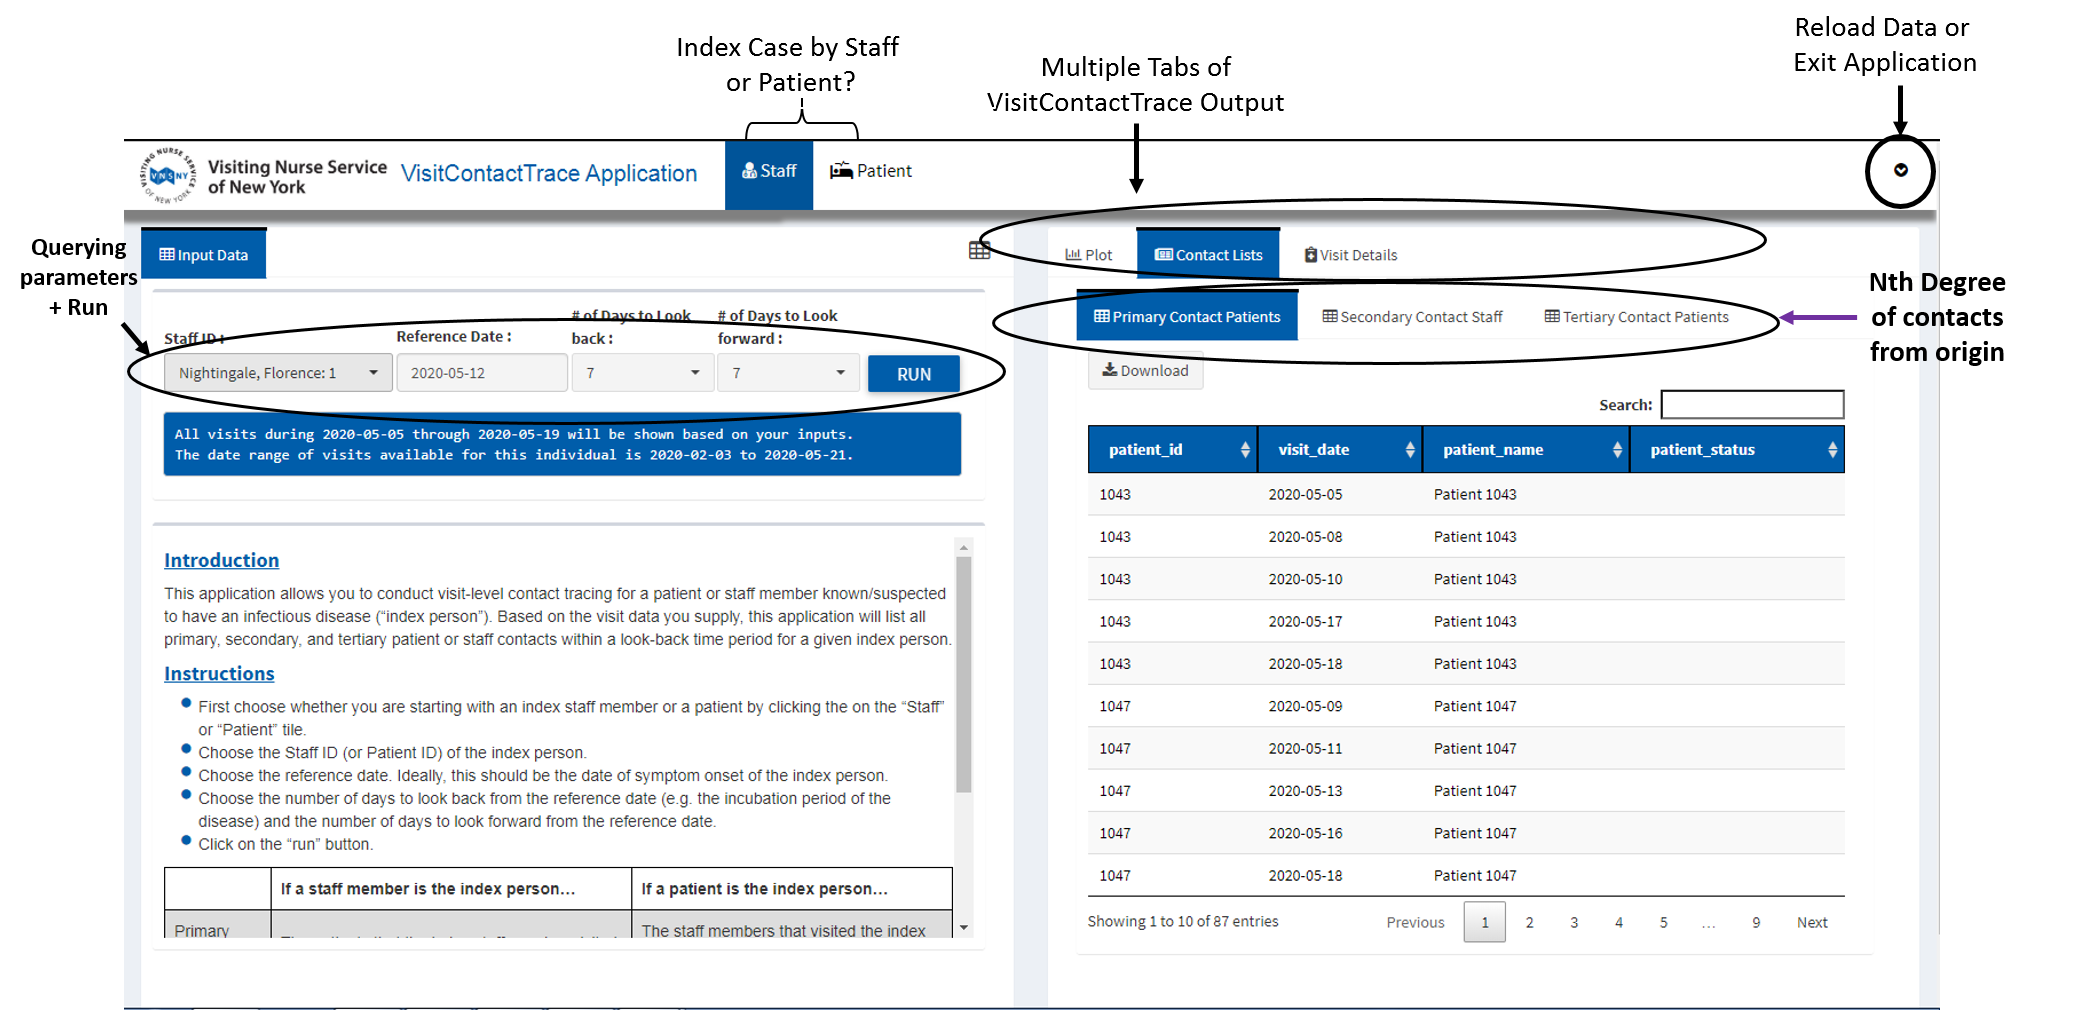 Index Case by Staff
or Patient?
Multiple Tabs of
VisitContactTrace Output
Reload Data or
Exit Application
VISITING NURSE SERVICE OF NEW YORK
VNSNY
Visiting Nurse Service
of New York
VisitContactTrace Application
Staff
Patient
Querying
parameters
+ Run
Input Data
Staff ID :
Reference Date :
# of Days to Look
back :
# of Days to Look
forward :
Nightingale, Florence: 1
2020-05-12
7
7
RUN
All visits during 2020-05-05 through 2020-05-19 will be shown based on your inputs.
The date range of visits available for this individual is 2020-02-03 to 2020-05-21.
Introduction
This application allows you to conduct visit-level contact tracing for a patient or staff member known/suspected
to have an infectious disease (“index person”). Based on the visit data you supply, this application will list all
primary, secondary, and tertiary patient or staff contacts within a look-back time period for a given index person.
Instructions
First choose whether you are starting with an index staff member or a patient by clicking the on the “Staff”
or “Patient” tile.
Choose the Staff ID (or Patient ID) of the index person.
Choose the reference date. Ideally, this should be the date of symptom onset of the index person.
Choose the number of days to look back from the reference date (e.g. the incubation period of the
disease) and the number of days to look forward from the reference date.
Click on the “run” button.
If a staff member is the index person...
If a patient is the index person...
Primary
The staff members that visited the index
Plot
Contact Lists
Visit Details
Primary Contact Patients
Secondary Contact Staff
Tertiary Contact Patients
Nth Degree
of contacts
from origin
Download
Search:
patient_id visit_date patient_name patient_status
1043 2020-05-05 Patient 1043
1043 2020-05-08 Patient 1043
1043 2020-05-10 Patient 1043
1043 2020-05-17 Patient 1043
1043 2020-05-18 Patient 1043
1047 2020-05-09 Patient 1047
1047 2020-05-11 Patient 1047
1047 2020-05-13 Patient 1047
1047 2020-05-16 Patient 1047
1047 2020-05-18 Patient 1047
Showing 1 to 10 of 87 entries
Previous 1 2 3 4 5 … 9 Next